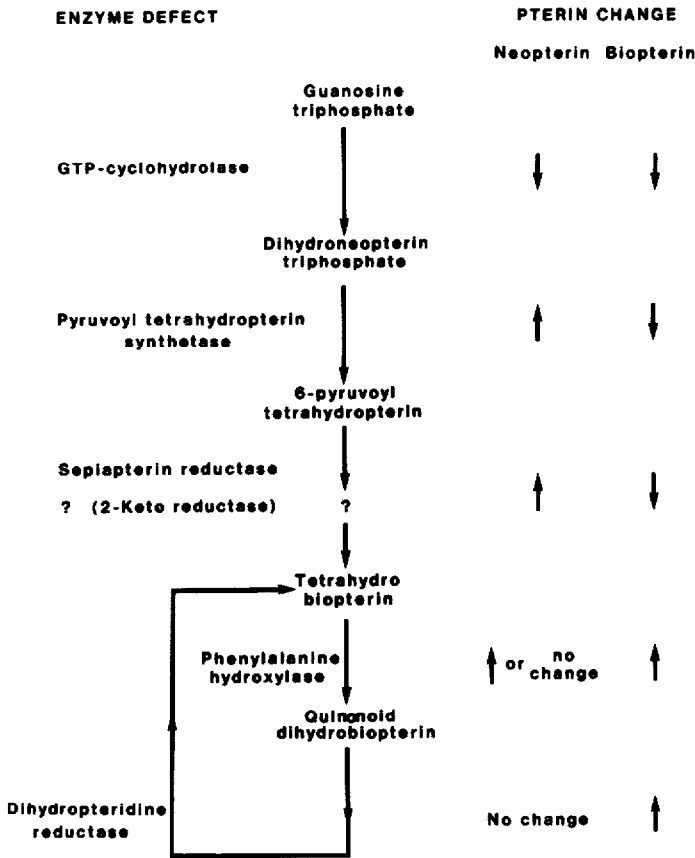 ENZYME DEFECT
PTERIN CHANGE
Neopterin Biopterin
Guanosine
triphosphate
GTP-cyclohydrolase
Dihydroneopterin
triphosphate
Pyruvoyl tetrahydropterin
synthetase
6-pyruvoyl
tetrahydropterin
Sepiapterin reductase
? (2-Keto reductase)
?
Tetrahydro
biopterin
Phenylalanine
hydroxylase
or no
change
Quinonoid
dihydrobiopterin
Dihydropteridine
reductase
No change